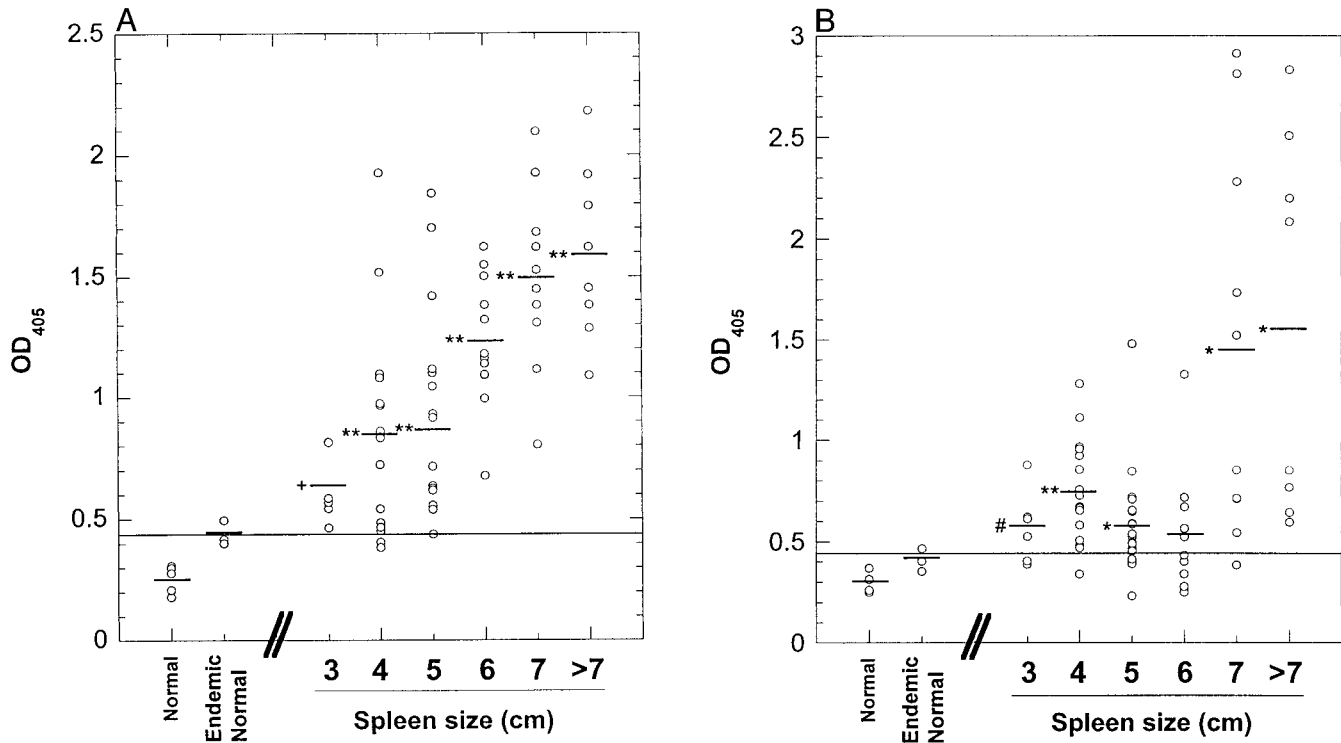 A
2.5
2
1.5
1
0.5
0
OD405
+
**
**
**
**
**
Normal
Endemic
Normal
3 4 5 6 7 >7
Spleen size (cm)
B
3
2.5
2
1.5
1
0.5
0
OD405
#
**
*
*
*
Normal
Endemic
Normal
3 4 5 6 7 >7
Spleen size (cm)